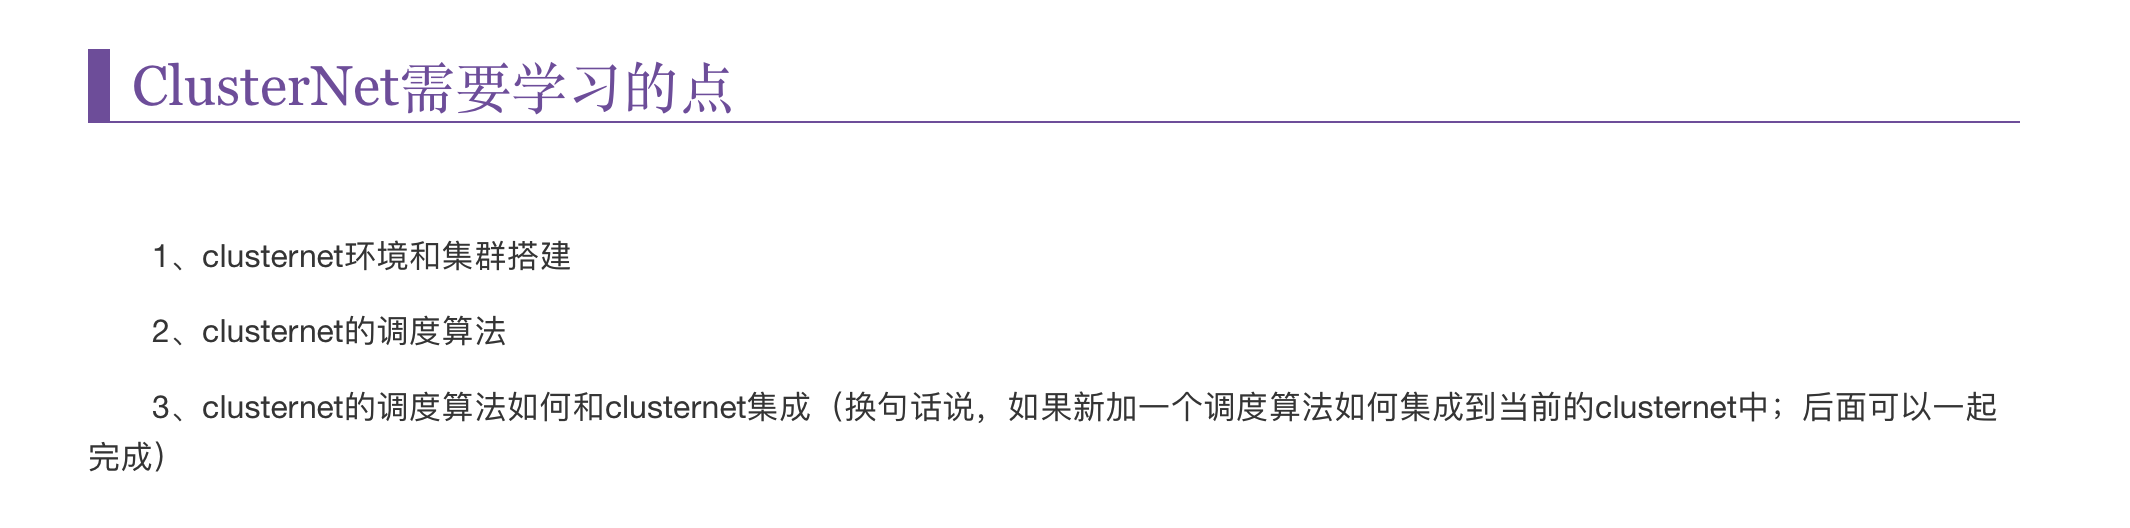 ClusterNet需要学习的点
1、clusternet环境和集群搭建
2、clusternet的调度算法
3、clusternet的调度算法如何和clusternet集成（换句话说，如果新加一个调度算法如何集成到当前的clusternet中；后面可以一起
完成）